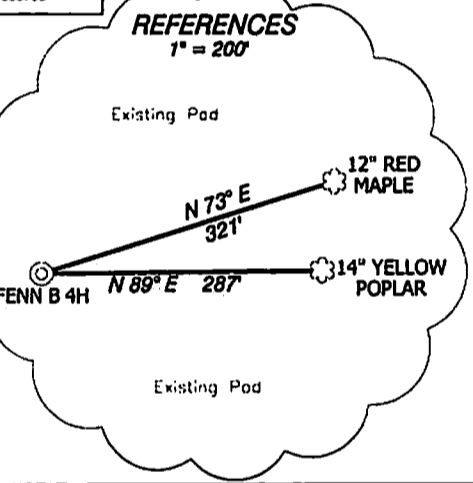 REFERENCES
1" = 200'
Existing Pad
12" RED
MAPLE
N 73° E
321'
FENN B 4H
N 89° E 287'
14" YELLOW
POPLAR
Existing Pad